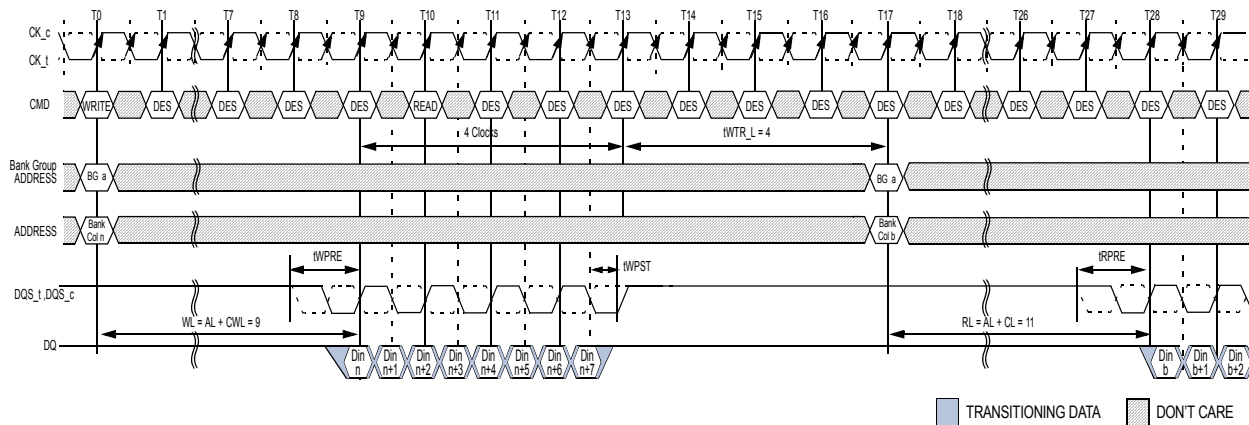 T0 T1 T7 T8 T9 T10 T11 T12 T13 T14 T15 T16 T17 T18 T26 T27 T28 T29
CK_c
CK_t
CMD WRITE DES DES DES DES READ DES DES DES DES DES DES DES DES DES DES DES DES
4 Clocks tWTR_L = 4
Bank Group
ADDRESS BG a BG a
ADDRESS Bank
Col n Bank
Col b
tWPRE tWPST tRPRE
DQS_t ,DQS_c
WL = AL + CWL = 9 RL = AL + CL = 11
DQ Din
n Din
n+1 Din
n+2 Din
n+3 Din
n+4 Din
n+5 Din
n+6 Din
n+7 Din
b Din
b+1 Din
b+2
TRANSITIONING DATA DON'T CARE